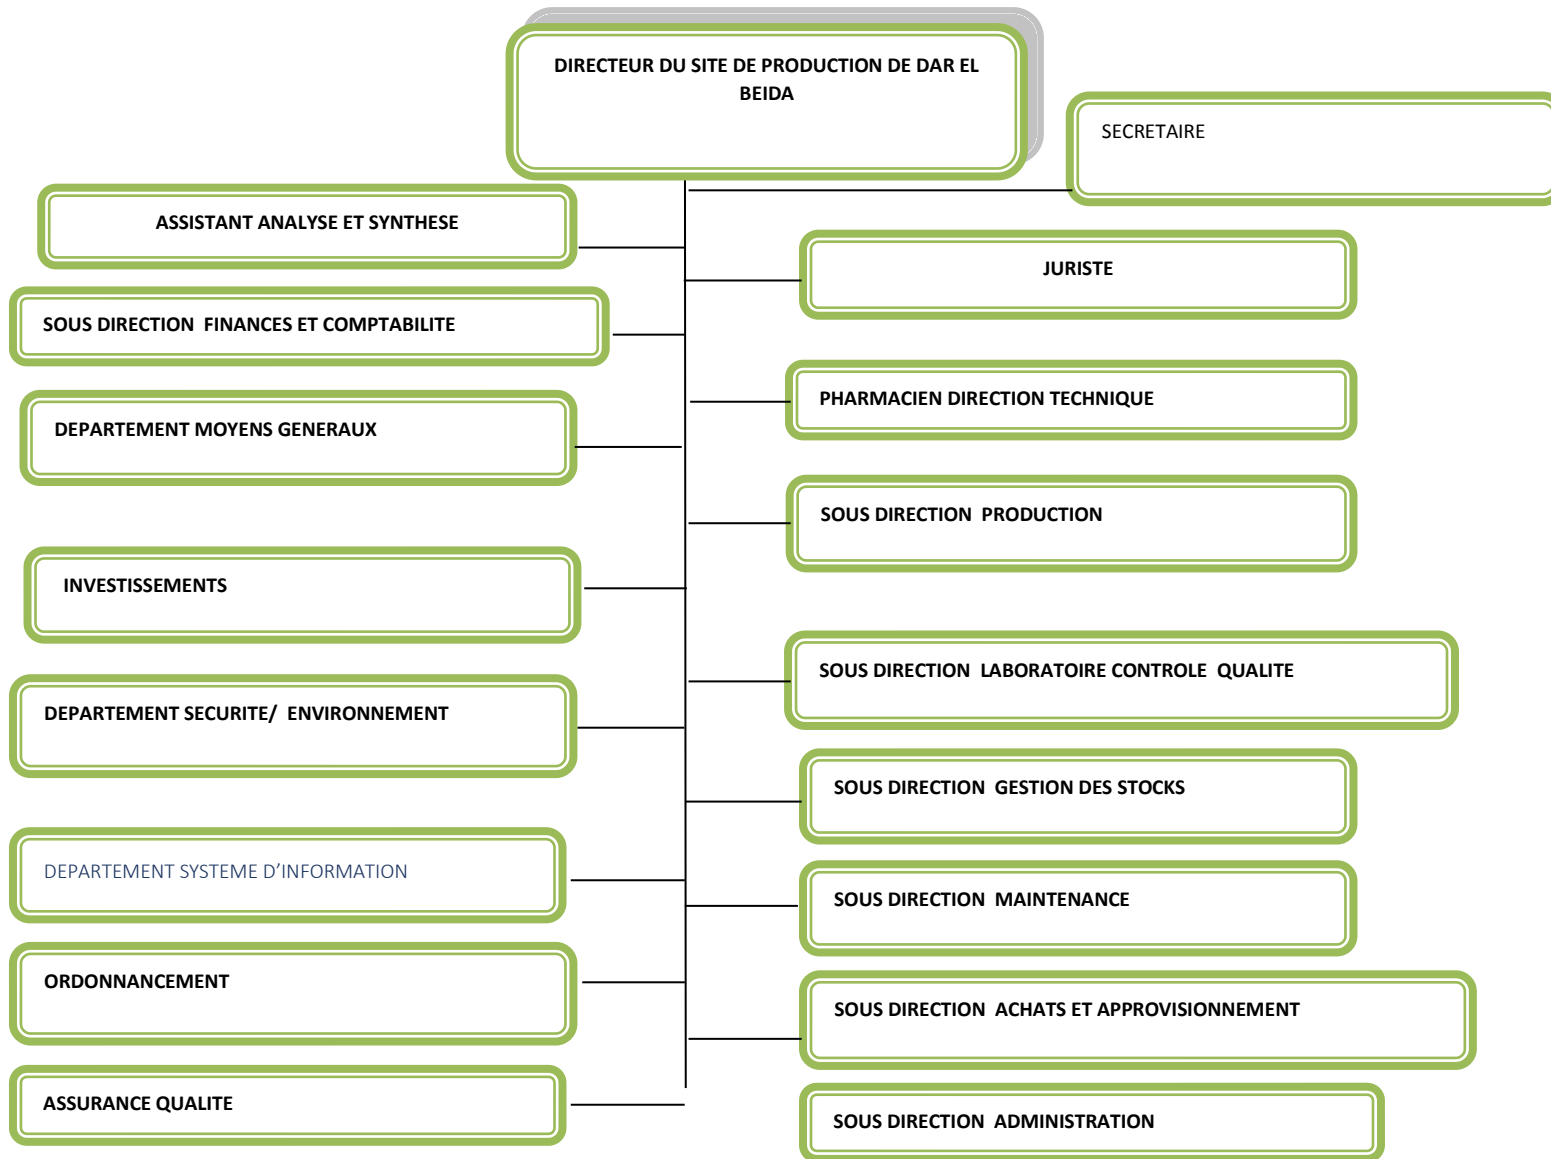 DIRECTEUR DU SITE DE PRODUCTION DE DAR EL
BEIDA
SECRETAIRE
ASSISTANT ANALYSE ET SYNTHESE
JURISTE
SOUS DIRECTION  FINANCES ET COMPTABILITE
PHARMACIEN DIRECTION TECHNIQUE
DEPARTEMENT MOYENS GENERAUX
SOUS DIRECTION  PRODUCTION
INVESTISSEMENTS
SOUS DIRECTION  LABORATOIRE CONTROLE  QUALITE
DEPARTEMENT SECURITE/  ENVIRONNEMENT
SOUS DIRECTION  GESTION DES STOCKS
DEPARTEMENT SYSTEME D’INFORMATION
SOUS DIRECTION  MAINTENANCE
ORDONNANCEMENT
SOUS DIRECTION  ACHATS ET APPROVISIONNEMENT
ASSURANCE QUALITE
SOUS DIRECTION  ADMINISTRATION